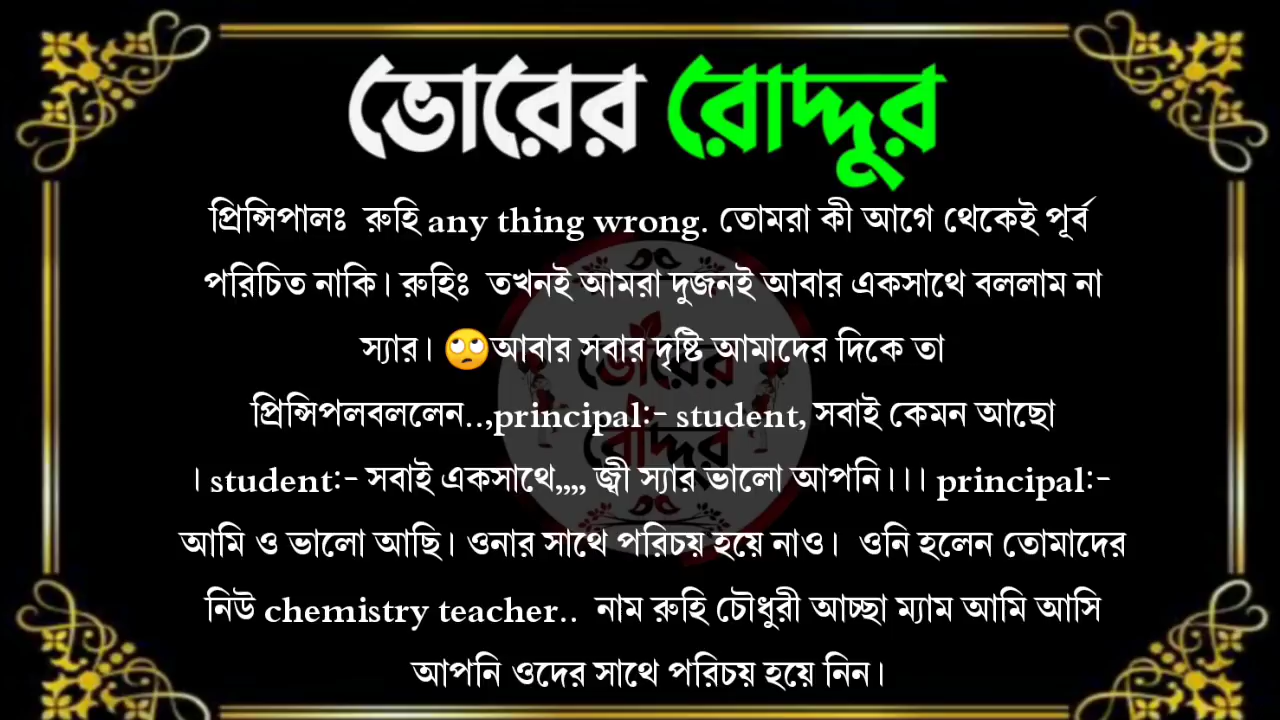 ভোরের রোদ্দুর
প্রিন্সিপালঃ রুহি any thing wrong. তোমরা কী আগে থেকেই পূর্ব
পরিচিত নাকি। রুহিঃ তখনই আমরা দুজনই আবার একসাথে বললাম না
স্যার। 🙄আবার সবার দৃষ্টি আমাদের দিকে তা
প্রিন্সিপলবললেন..,principal:- student, সবাই কেমন আছো
। student:- সবাই একসাথে,,,, জ্বী স্যার ভালো আপনি।।। principal:-
আমি ও ভালো আছি। ওনার সাথে পরিচয় হয়ে নাও। ওনি হলেন তোমাদের
নিউ chemistry teacher.. নাম রুহি চৌধুরী আচ্ছা ম্যাম আমি আসি
আপনি ওদের সাথে পরিচয় হয়ে নিন।
ভোরের
রোদ্দুর